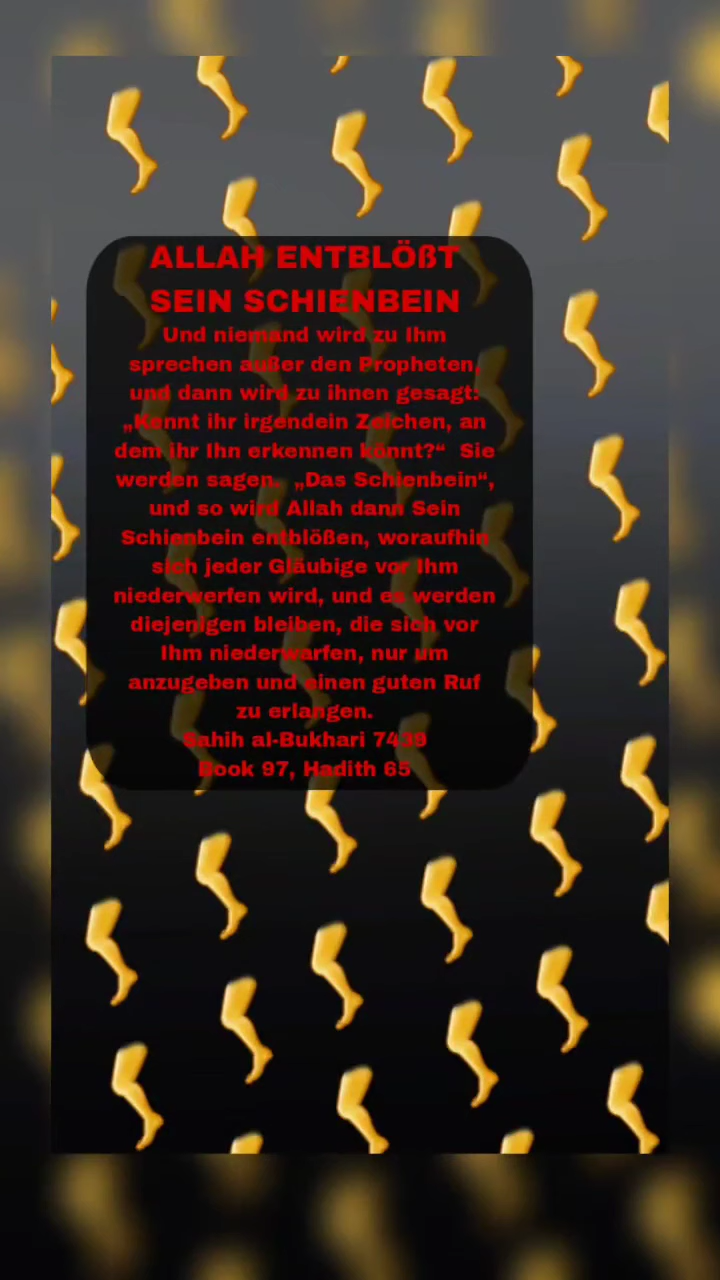 ALLAH ENTBLÖßT
SEIN SCHIENBEIN
Und niemand wird zu Ihm
sprechen außer den Propheten,
und dann wird zu ihnen gesagt:
„Kennt ihr irgendein Zeichen, an
dem ihr Ihn erkennen könnt?“ Sie
werden sagen. „Das Schienbein“,
und so wird Allah dann Sein
Schienbein entblößen, woraufhin
sich jeder Gläubige vor Ihm
niederwerfen wird, und es werden
diejenigen bleiben, die sich vor
Ihm niederwarfen, nur um
anzugeben und einen guten Ruf
zu erlangen.
Sahih al-Bukhari 7439
Book 97, Hadith 65